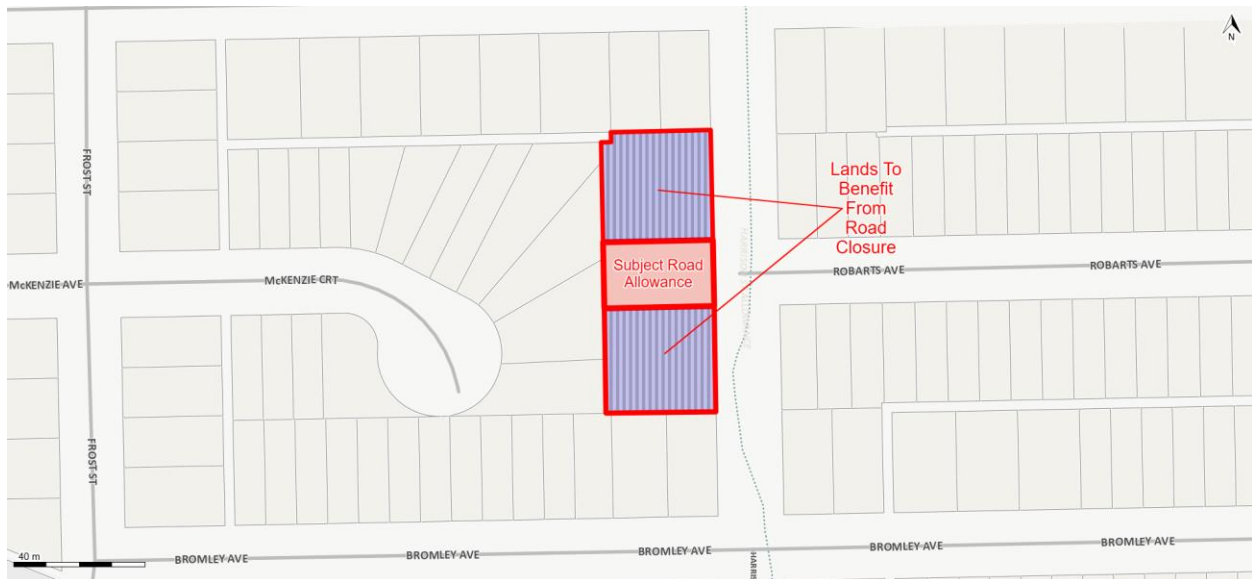 N
FROST ST
Lands To
Benefit
From
Road
Closure
Subject Road
Allowance
McKENZIE AVE
McKENZIE CRT
ROBARTS AVE
ROBARTS AVE
FROST ST
40 m
BROMLEY AVE
BROMLEY AVE
BROMLEY AVE
BROMLEY AVE
BROMLEY AVE